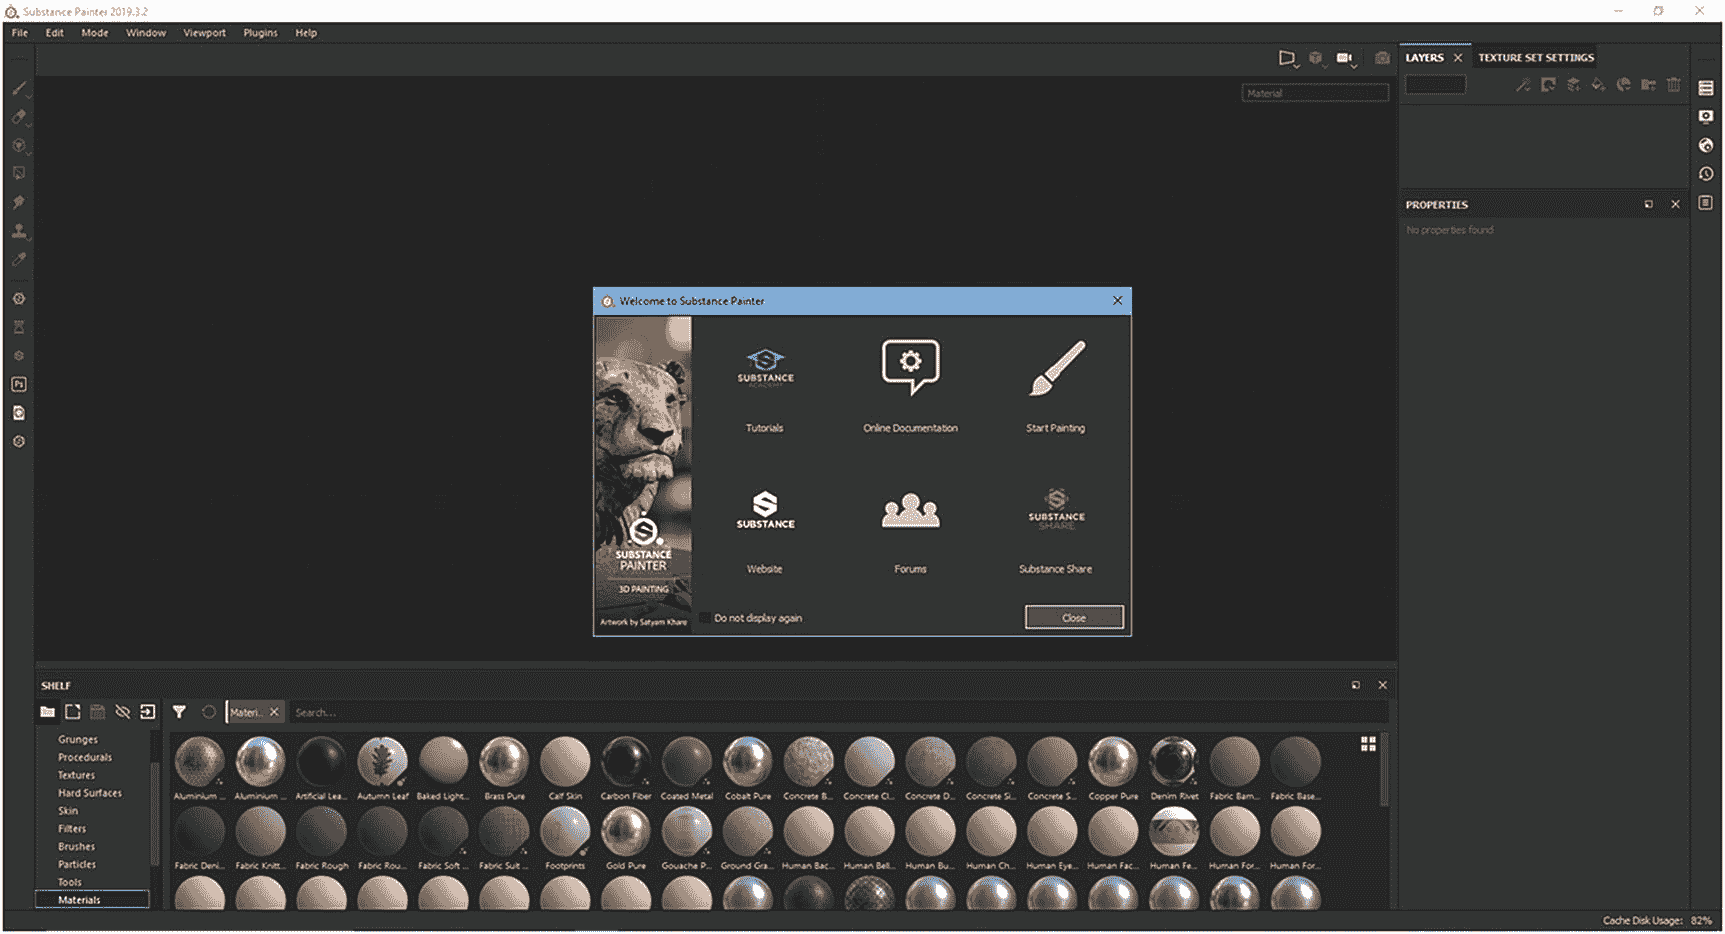 Substance Painter 2019.3.2
File Edit Mode Window Viewport Plugins Help
LAYERS TEXTURE SET SETTINGS
Material
PROPERTIES
No properties found
Welcome to Substance Painter
SUBSTANCE
ACADEMY
Tutorials
Online Documentation
Start Painting
SUBSTANCE
Website
Forums
SUBSTANCE
SHARE
Substance Share
SUBSTANCE
PAINTER
3D PAINTING
Artwork by Satyam Khare
Do not display again
Close
Ps
SHELF
Materi...
Search...
Grunges
Procedurals
Textures
Hard Surfaces
Skin
Filters
Brushes
Particles
Tools
Materials
Aluminium ... Aluminium ... Artificial Lea... Autumn Leaf Baked Light... Brass Pure Calf Skin Carbon Fiber Coated Metal Cobalt Pure Concrete B... Concrete Cl... Concrete D... Concrete Si... Concrete S... Copper Pure Denim Rivet Fabric Bam... Fabric Base...
Fabric Deni... Fabric Knitt... Fabric Rough Fabric Rou... Fabric Soft ... Fabric Suit ... Footprints Gold Pure Gouache P... Ground Gra... Human Bac... Human Bell... Human Bu... Human Ch... Human Eye... Human Fac... Human Fe... Human For... Human For...
Cache Disk Usage: 82%